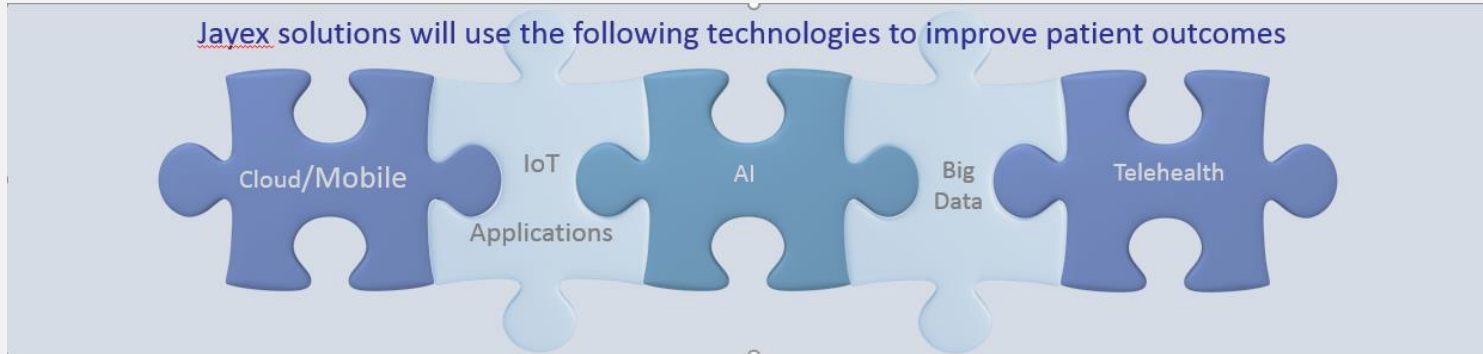 Jayex solutions will use the following technologies to improve patient outcomes
Cloud/Mobile
IoT
Applications
AI
Big
Data
Telehealth